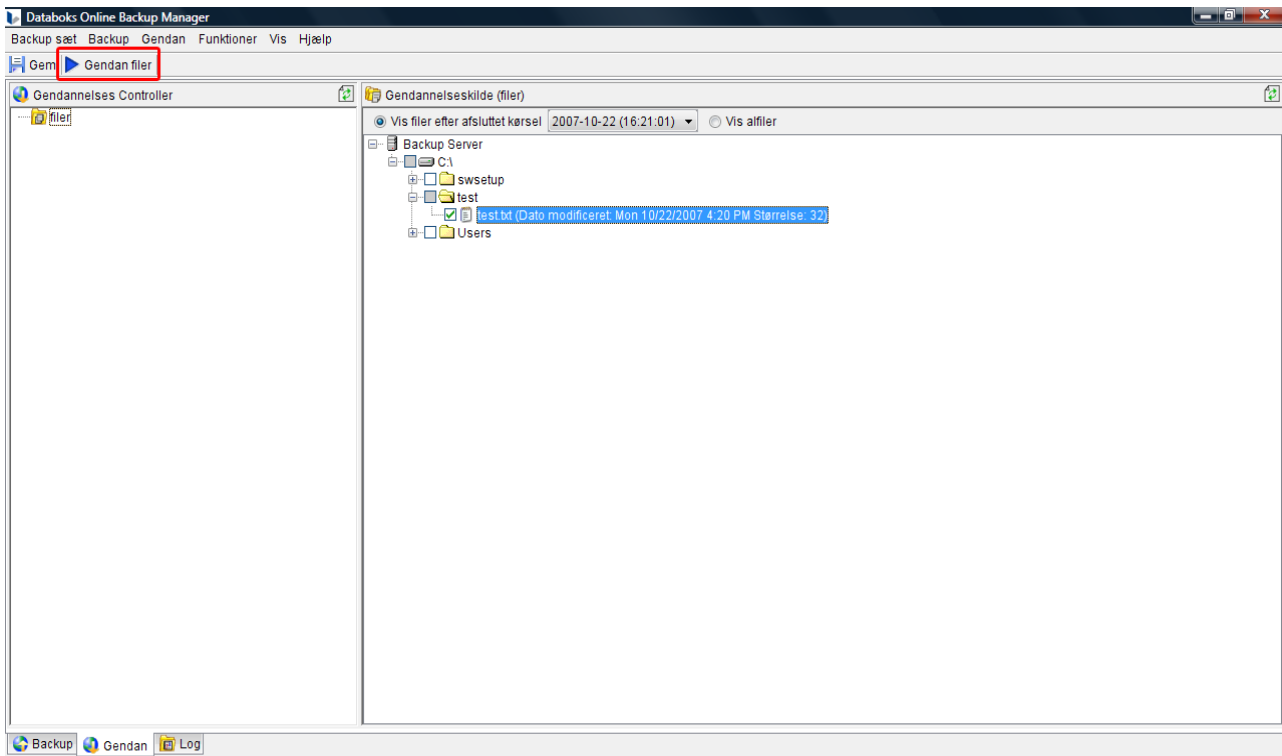 Databoks Online Backup Manager
Backup sæt Backup Gendan Funktioner Vis Hjælp
Gem Gendan filer
Gendannelses Controller
filer
Gendannelseskilde (filer)
Vis filer efter afsluttet kørsel 2007-10-22 (16:21:01) Vis alfiler
Backup Server
C:\
swsetup
test
test.txt (Dato modificeret: Mon 10/22/2007 4:20 PM Størrelse: 32)
Users
Backup Gendan Log